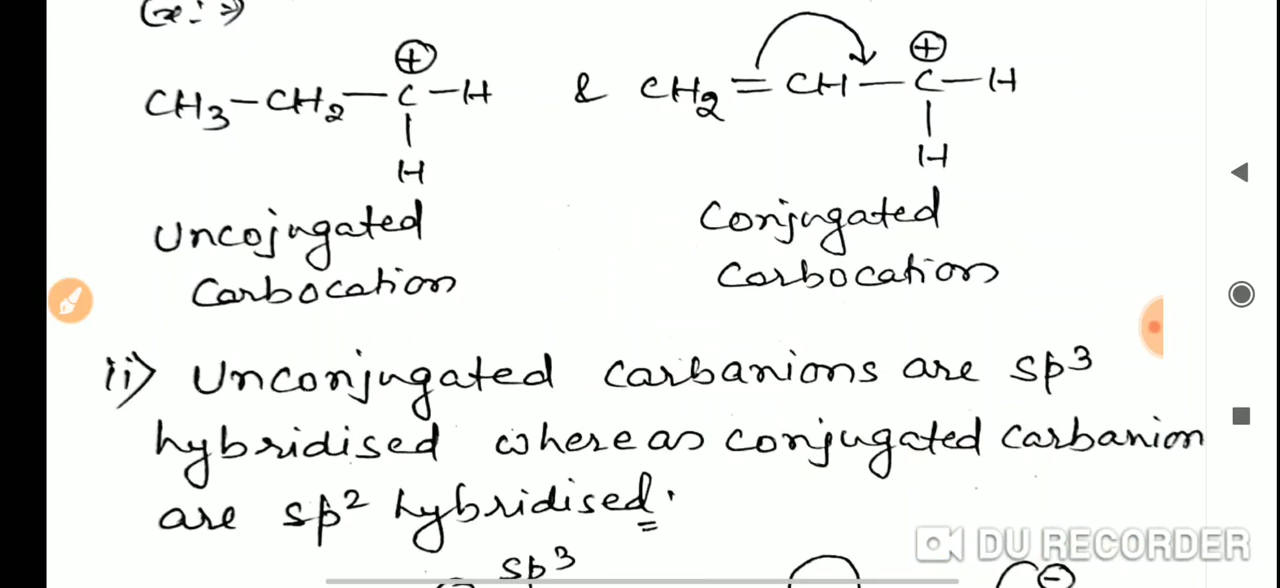 Ex:→
⊕ ⊕
CH3-CH2-C-H & CH2=CH-C-H
H H
Uncojugated Conjugated
Carbocation Carbocation
ii) Unconjugated carbanions are sp³
hybridised whereas conjugated carbanion
are sp² hybridised.
sp³ ⊖
DU RECORDER